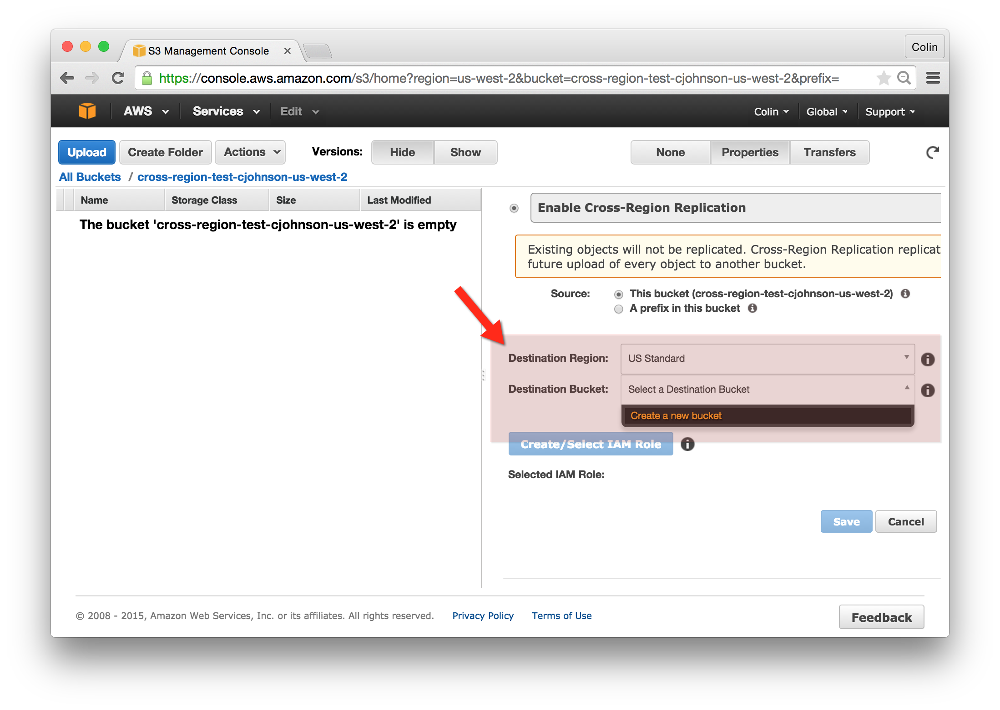 S3 Management Console
Colin
https://console.aws.amazon.com/s3/home?region=us-west-2&bucket=cross-region-test-cjohnson-us-west-2&prefix=
AWS Services Edit Colin Global Support
Upload Create Folder Actions Versions: Hide Show None Properties Transfers
All Buckets / cross-region-test-cjohnson-us-west-2
Name Storage Class Size Last Modified
The bucket 'cross-region-test-cjohnson-us-west-2' is empty
Enable Cross-Region Replication
Existing objects will not be replicated. Cross-Region Replication replicat
future upload of every object to another bucket.
Source: This bucket (cross-region-test-cjohnson-us-west-2)
A prefix in this bucket
Destination Region: US Standard
Destination Bucket: Select a Destination Bucket
Create a new bucket
Create/Select IAM Role
Selected IAM Role:
Save Cancel
© 2008 - 2015, Amazon Web Services, Inc. or its affiliates. All rights reserved. Privacy Policy Terms of Use
Feedback